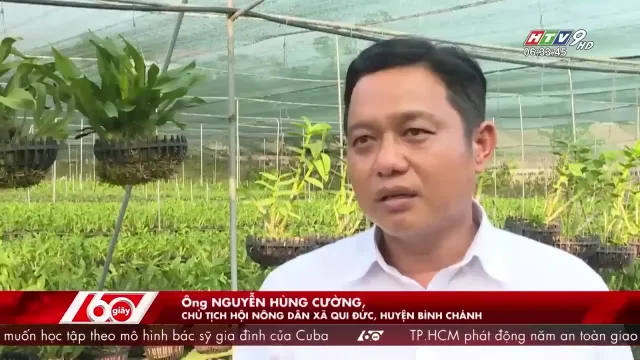 HTV9 HD
06:33:45
60 giây
Ông NGUYỄN HÙNG CƯỜNG,
CHỦ TỊCH HỘI NÔNG DÂN XÃ QUI ĐỨC, HUYỆN BÌNH CHÁNH
muốn học tập theo mô hình bác sỹ gia đình của Cuba 60 TP.HCM phát động năm an toàn giao